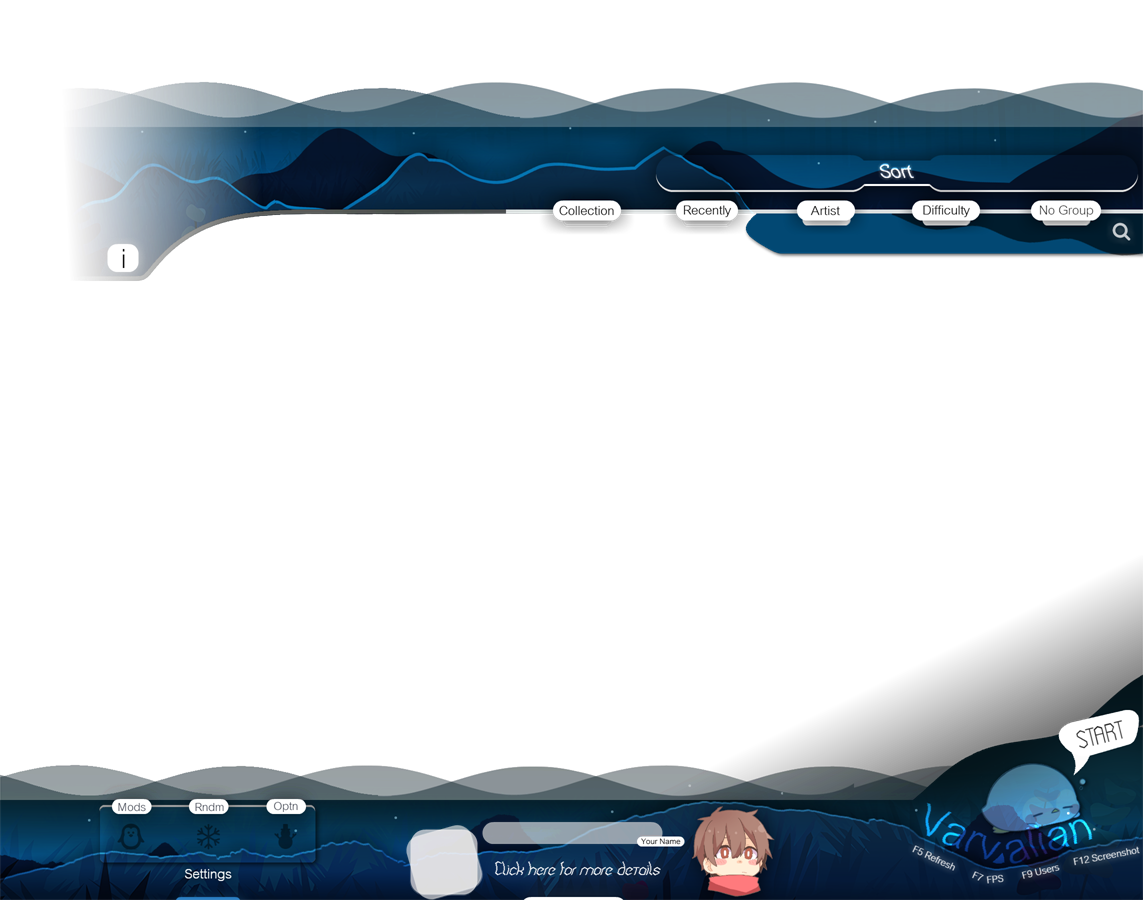 Sort
Collection
Recently
Artist
Difficulty
No Group
i
START
Mods
Rndm
Optn
Settings
Your Name
Click here for more details
Varvalian
F5 Refresh
F7 FPS
F9 Users
F12 Screenshot